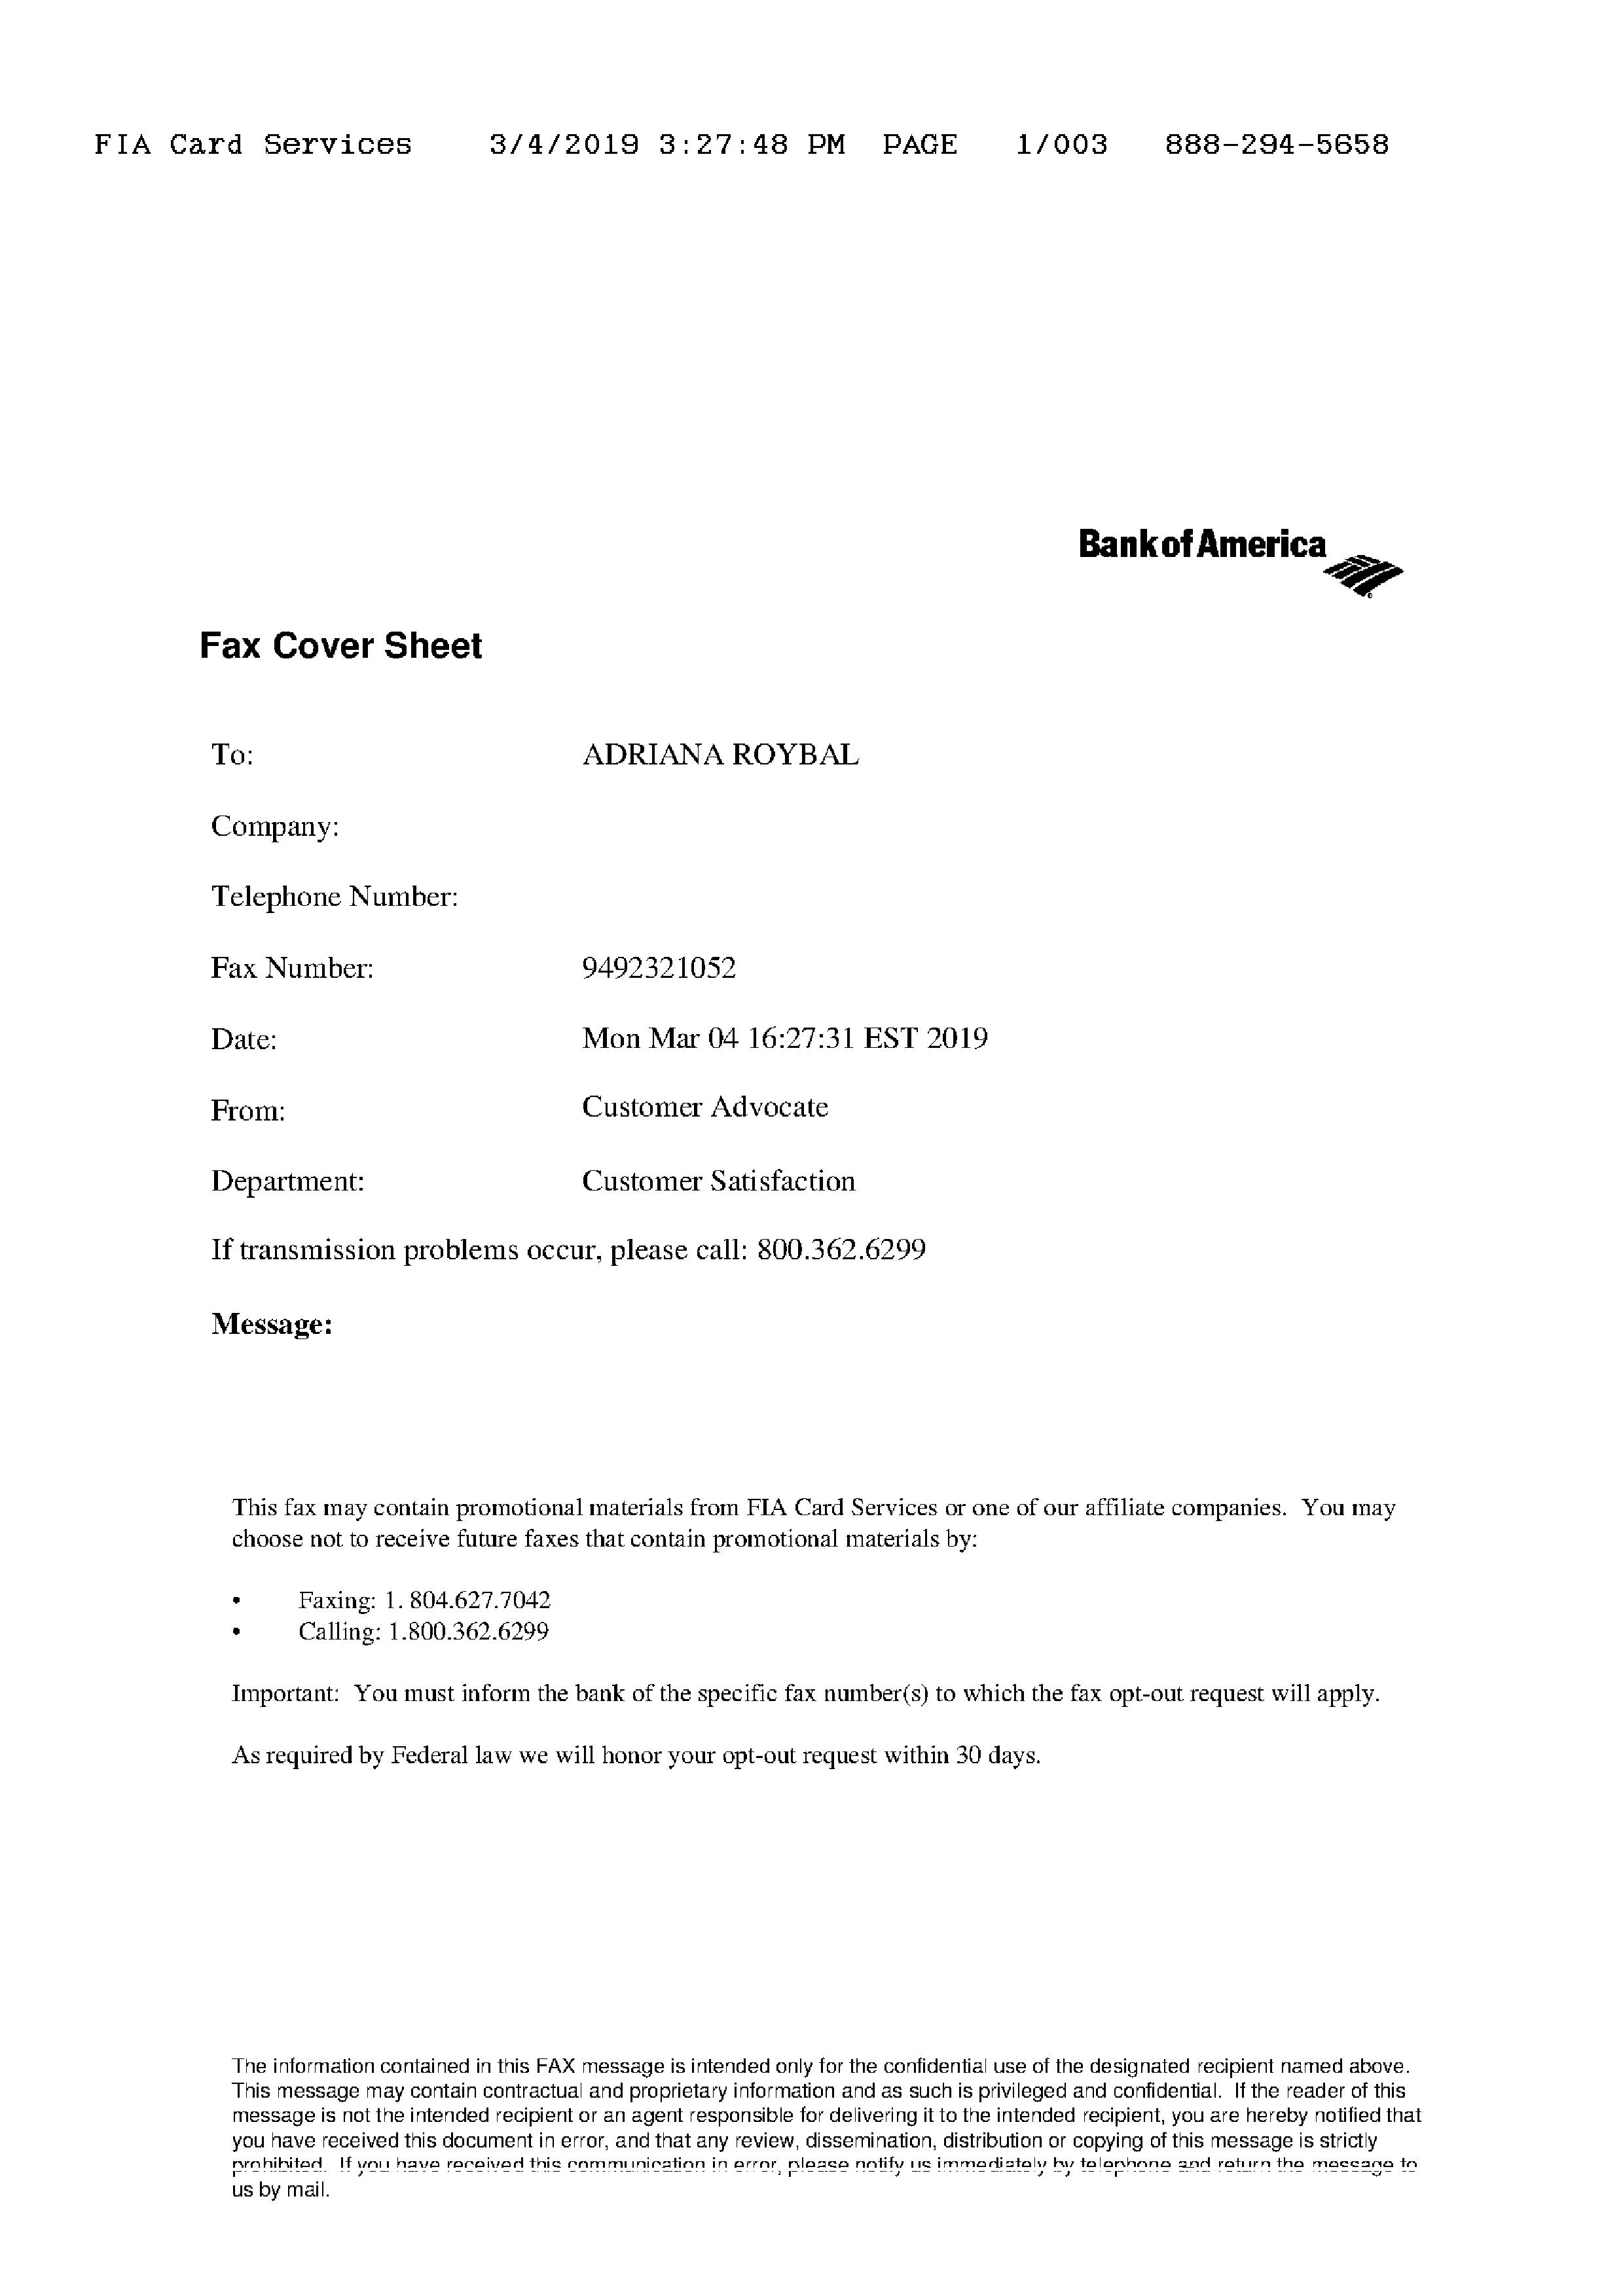 FIA Card Services 3/4/2019 3:27:48 PM PAGE 1/003 888-294-5658
Bank of America
Fax Cover Sheet
To: ADRIANA ROYBAL
Company:
Telephone Number:
Fax Number: 9492321052
Date: Mon Mar 04 16:27:31 EST 2019
From: Customer Advocate
Department: Customer Satisfaction
If transmission problems occur, please call: 800.362.6299
Message:
This fax may contain promotional materials from FIA Card Services or one of our affiliate companies. You may
choose not to receive future faxes that contain promotional materials by:
• Faxing: 1. 804.627.7042
• Calling: 1.800.362.6299
Important: You must inform the bank of the specific fax number(s) to which the fax opt-out request will apply.
As required by Federal law we will honor your opt-out request within 30 days.
The information contained in this FAX message is intended only for the confidential use of the designated recipient named above.
This message may contain contractual and proprietary information and as such is privileged and confidential. If the reader of this
message is not the intended recipient or an agent responsible for delivering it to the intended recipient, you are hereby notified that
you have received this document in error, and that any review, dissemination, distribution or copying of this message is strictly
prohibited. If you have received this communication in error, please notify us immediately by telephone and return the message to
us by mail.